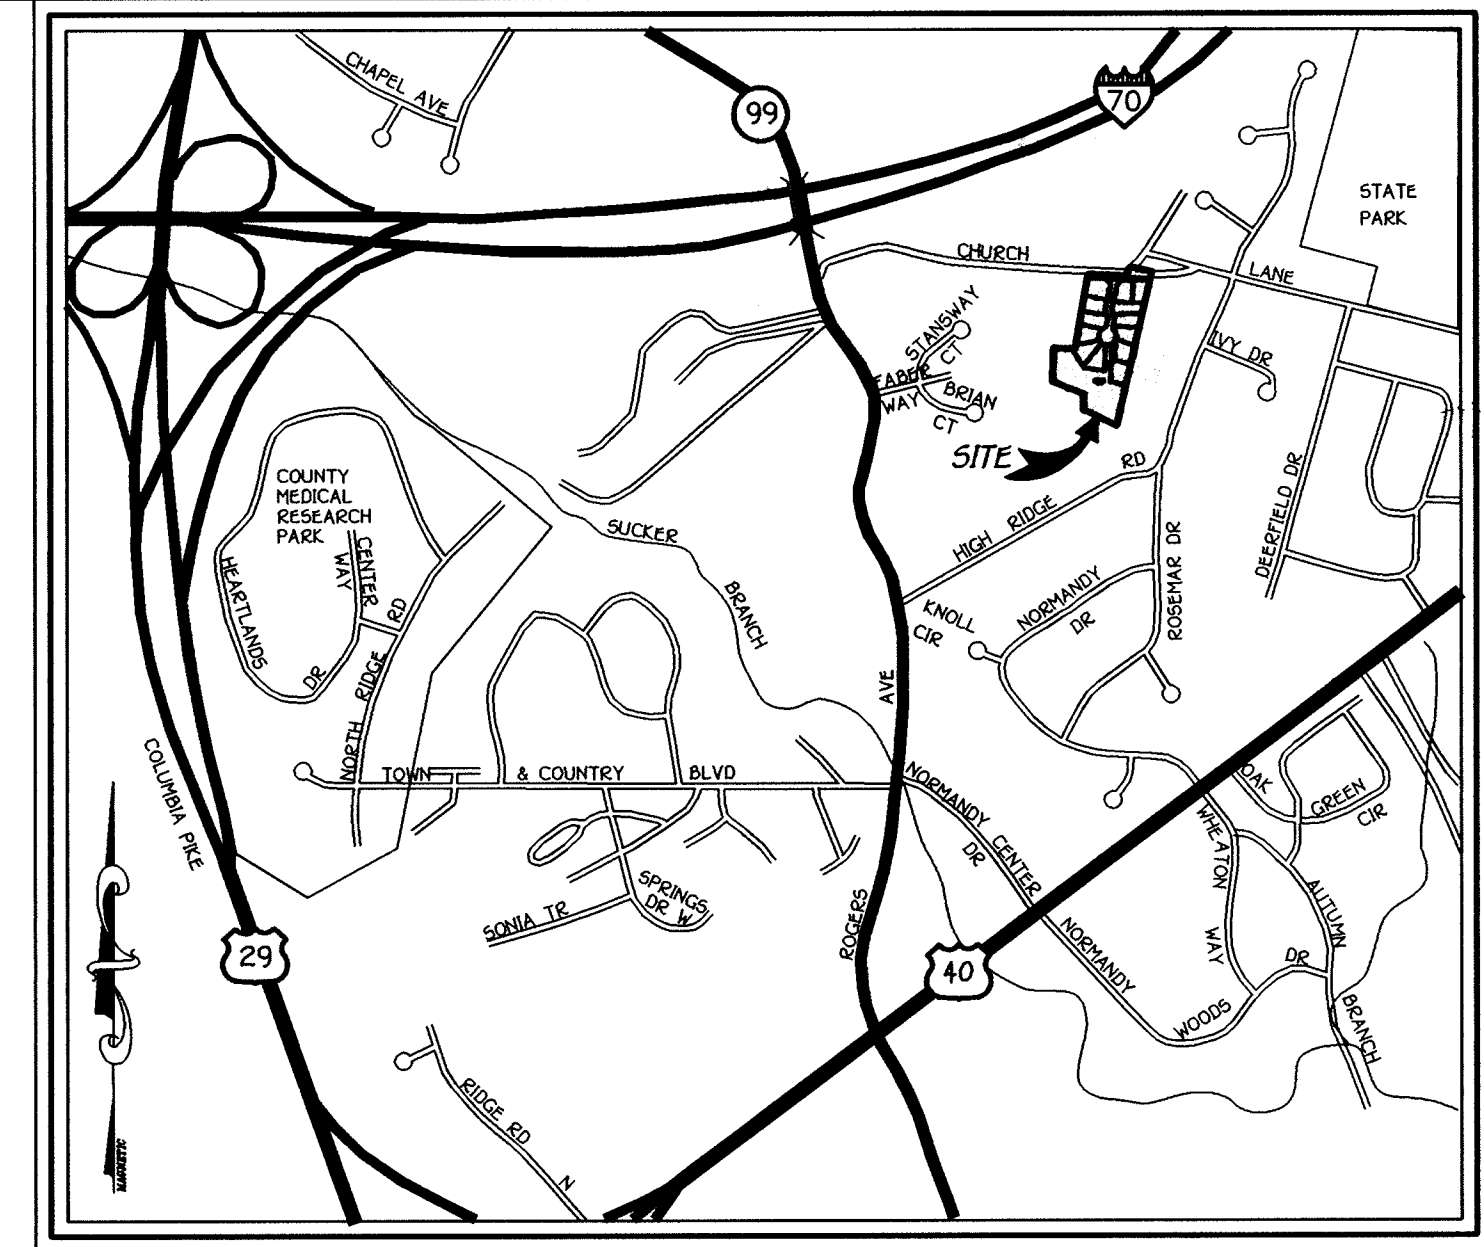 CHAPEL AVE
99
70
STATE
PARK
CHURCH
LANE
STANSWAY
CT
IVY DR
FABER
WAY
BRIAN
CT
SITE
RD
HIGH RIDGE
DEERFIELD DR
COUNTY
MEDICAL
RESEARCH
PARK
CENTER
WAY
HEARTLANDS
DR
NORTH RIDGE RD
SUCKER
BRANCH
KNOLL
CIR
NORMANDY
DR
ROSEMAR DR
AVE
TOWN & COUNTRY BLVD
COLUMBIA PIKE
NORMANDY CENTER
DR
OAK
GREEN
CIR
WHEATON
WAY
AUTUMN
SPRINGS
DR W
SONIA TR
ROGERS
29
40
NORMANDY
WOODS
DR
BRANCH
RIDGE RD
N
MAGNETIC